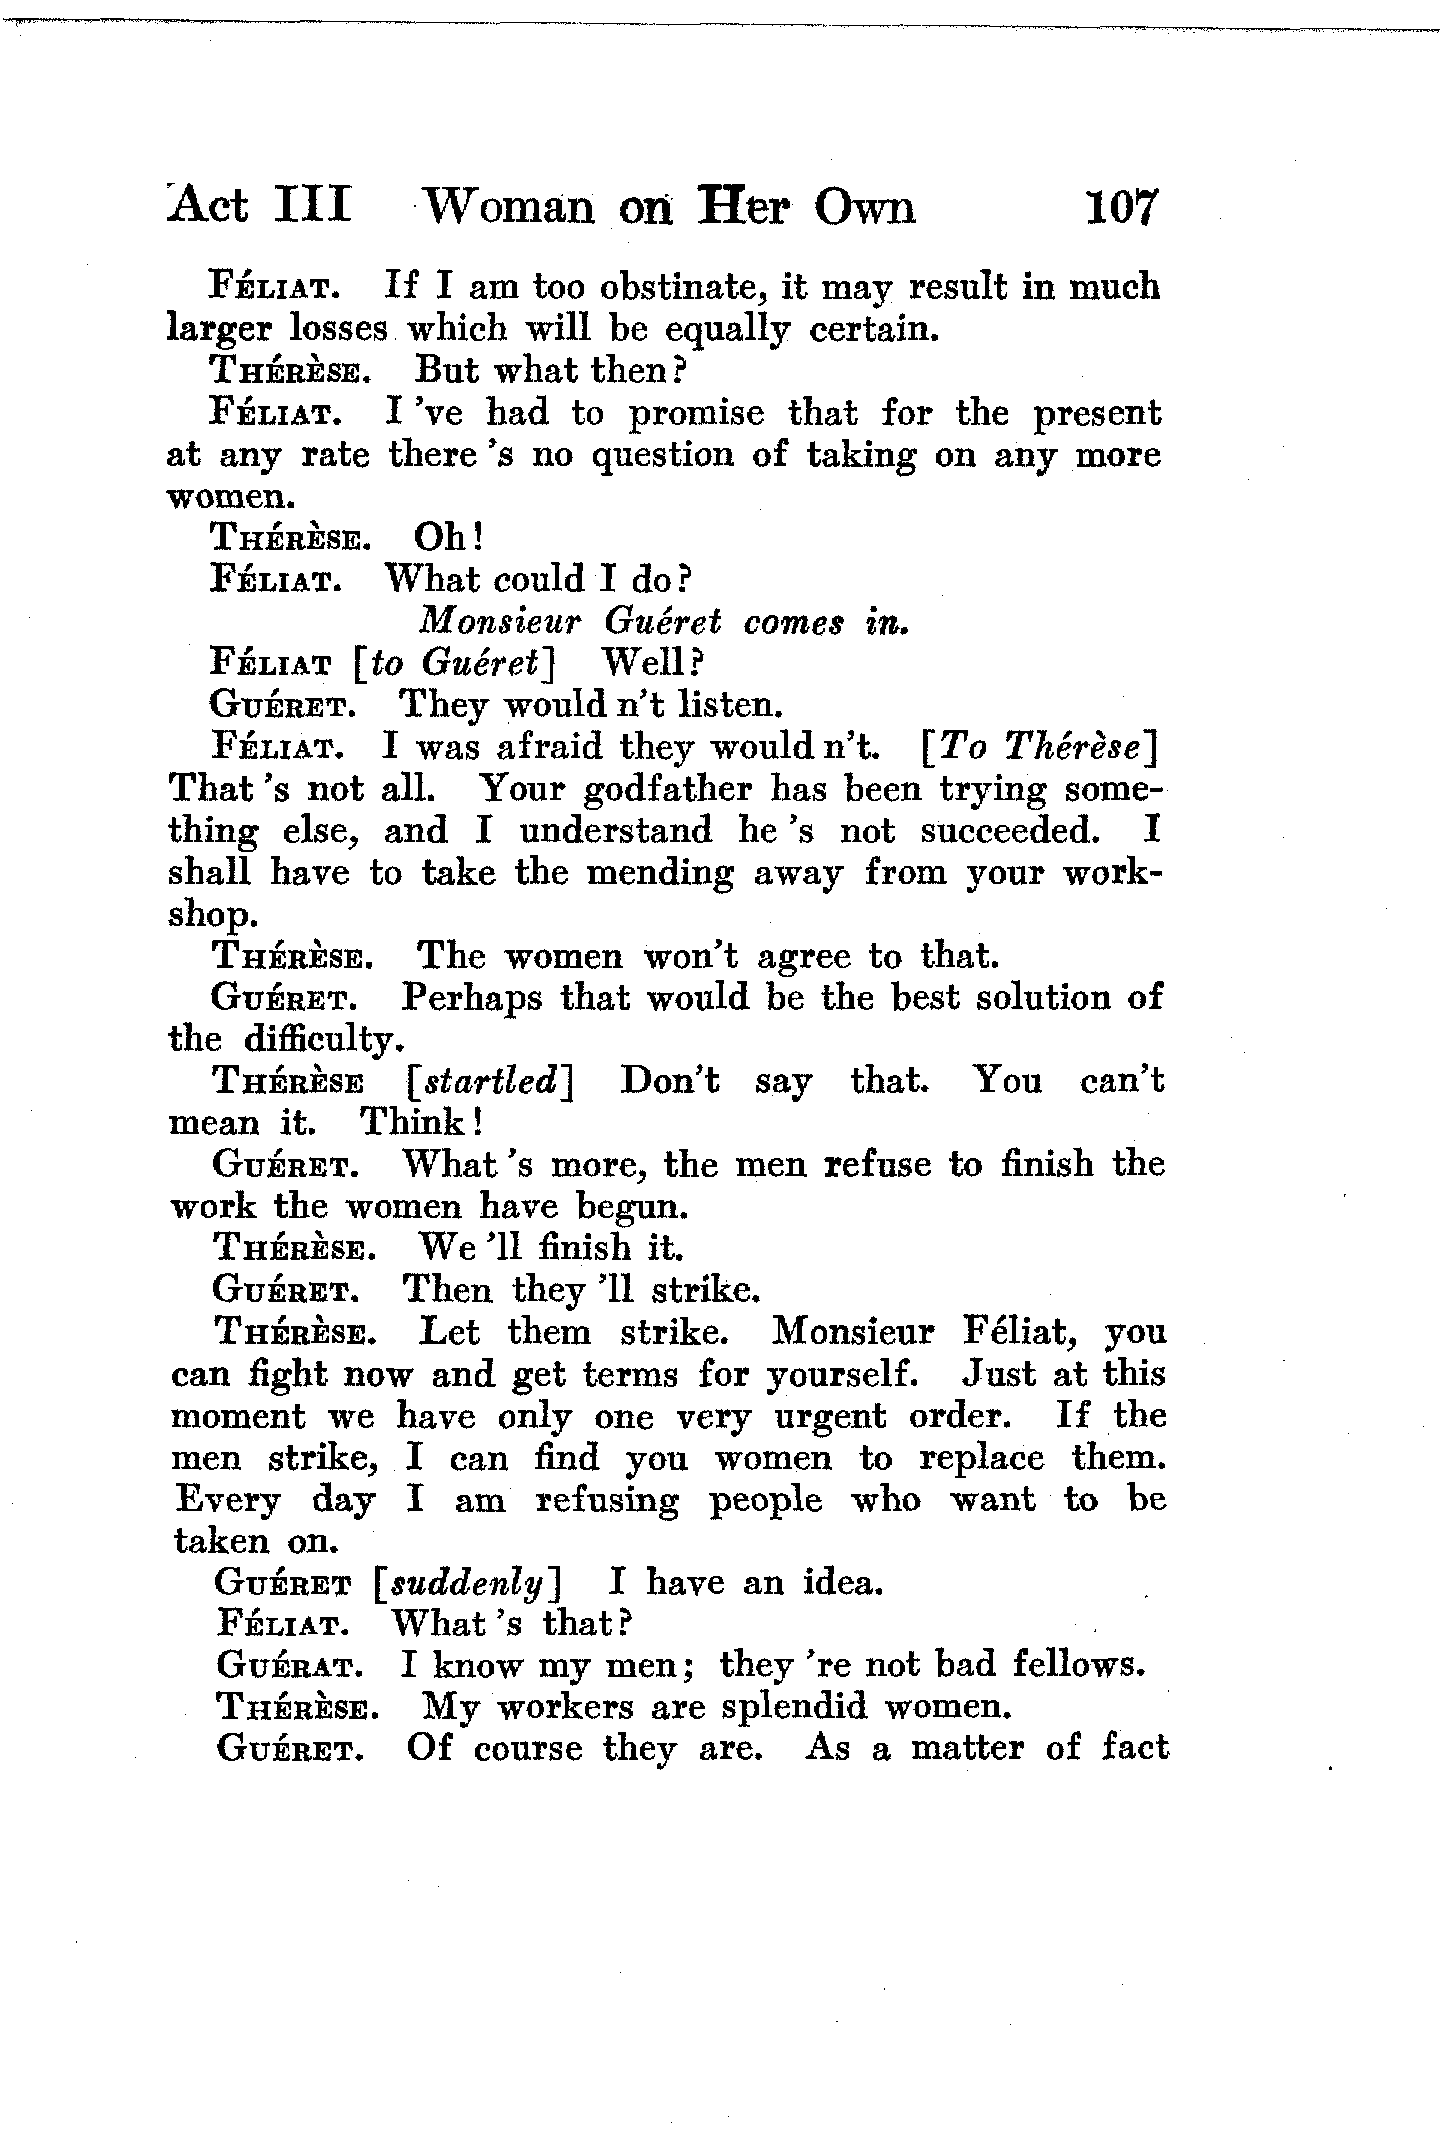 Act III Woman on Her Own 107
FÉLIAT. If I am too obstinate, it may result in much
larger losses which will be equally certain.
THÉRÈSE. But what then?
FÉLIAT. I 've had to promise that for the present
at any rate there 's no question of taking on any more
women.
THÉRÈSE. Oh!
FÉLIAT. What could I do?
Monsieur Guéret comes in.
FÉLIAT [to Guéret] Well?
GUÉRET. They would n't listen.
FÉLIAT. I was afraid they would n't. [To Thérèse]
That 's not all. Your godfather has been trying some-
thing else, and I understand he 's not succeeded. I
shall have to take the mending away from your work-
shop.
THÉRÈSE. The women won't agree to that.
GUÉRET. Perhaps that would be the best solution of
the difficulty.
THÉRÈSE [startled] Don't say that. You can't
mean it. Think!
GUÉRET. What 's more, the men refuse to finish the
work the women have begun.
THÉRÈSE. We 'll finish it.
GUÉRET. Then they 'll strike.
THÉRÈSE. Let them strike. Monsieur Féliat, you
can fight now and get terms for yourself. Just at this
moment we have only one very urgent order. If the
men strike, I can find you women to replace them.
Every day I am refusing people who want to be
taken on.
GUÉRET [suddenly] I have an idea.
FÉLIAT. What 's that?
GUÉRAT. I know my men; they 're not bad fellows.
THÉRÈSE. My workers are splendid women.
GUÉRET. Of course they are. As a matter of fact